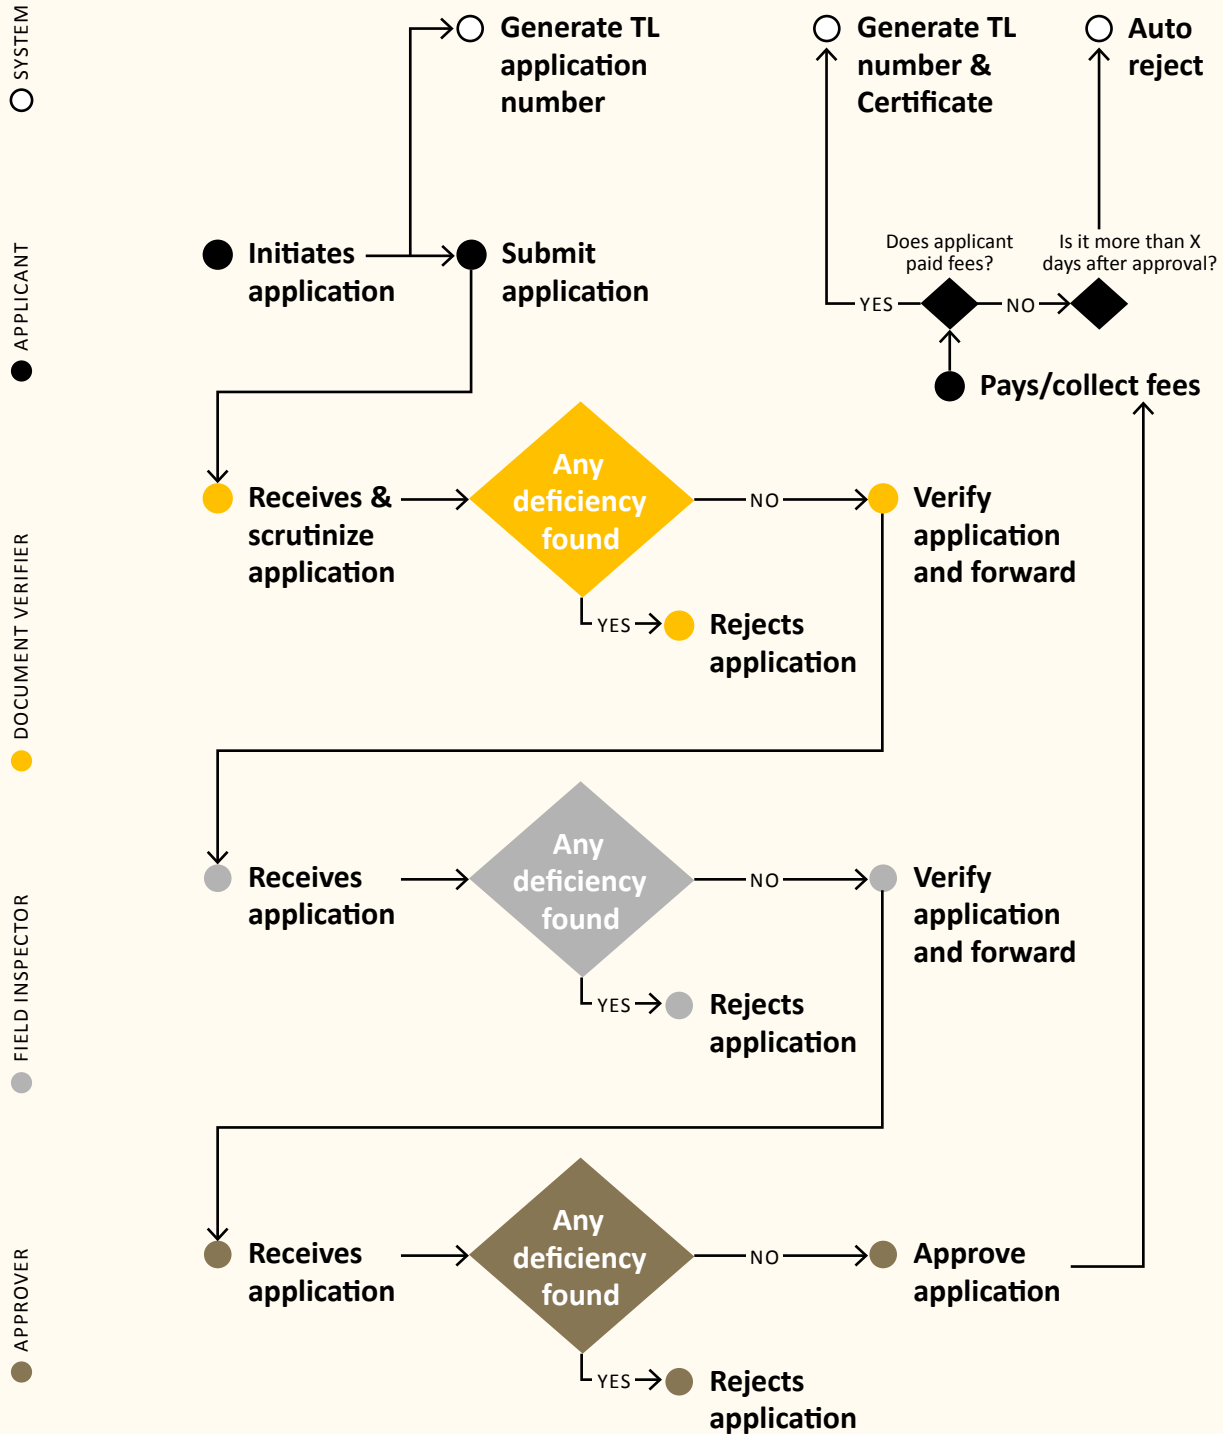 SYSTEM
APPLICANT
DOCUMENT VERIFIER
FIELD INSPECTOR
APPROVER
Generate TL
application
number
Generate TL
number &
Certificate
Auto
reject
Initiates
application
Submit
application
Does applicant
paid fees?
Is it more than X
days after approval?
YES
NO
Pays/collect fees
Receives &
scrutinize
application
Any
deficiency
found
NO
Verify
application
and forward
YES
Rejects
application
Receives
application
Any
deficiency
found
NO
Verify
application
and forward
YES
Rejects
application
Receives
application
Any
deficiency
found
NO
Approve
application
YES
Rejects
application